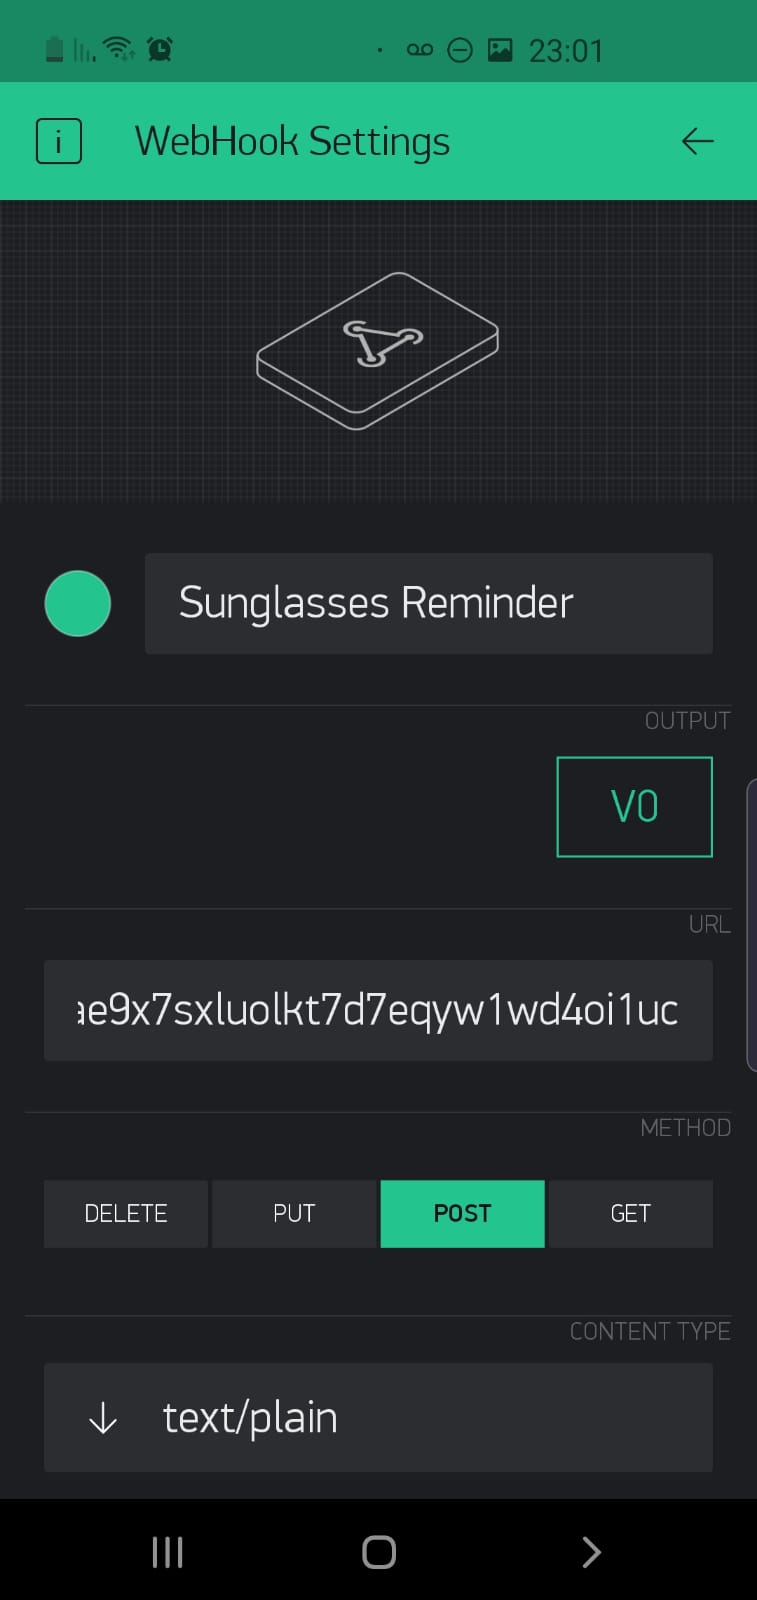 23:01
i
WebHook Settings
Sunglasses Reminder
OUTPUT
V0
URL
ae9x7sxluolkt7d7eqyw1wd4oi1uc
METHOD
DELETE PUT POST GET
CONTENT TYPE
text/plain